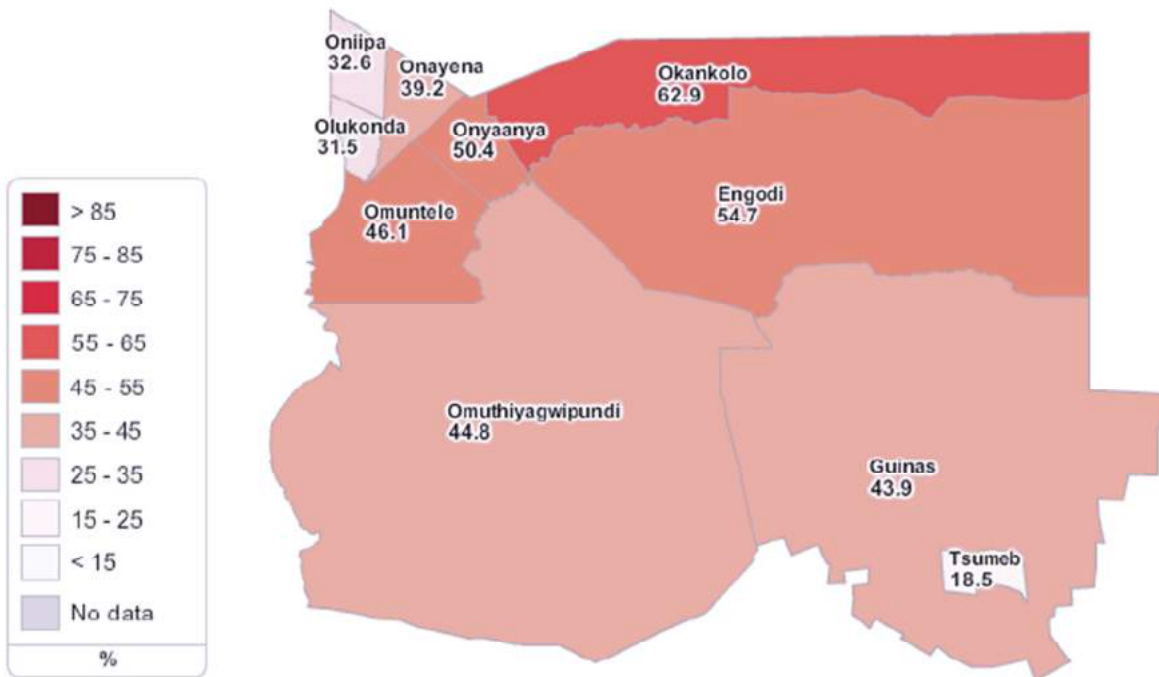 Oniipa
32.6
Onayena
39.2
Okankolo
62.9
Olukonda
31.5
Onyaanya
50.4
Engodi
54.7
Omuntele
46.1
Omuthiyagwipundi
44.8
Guinas
43.9
Tsumeb
18.5
> 85
75 - 85
65 - 75
55 - 65
45 - 55
35 - 45
25 - 35
15 - 25
< 15
No data
%